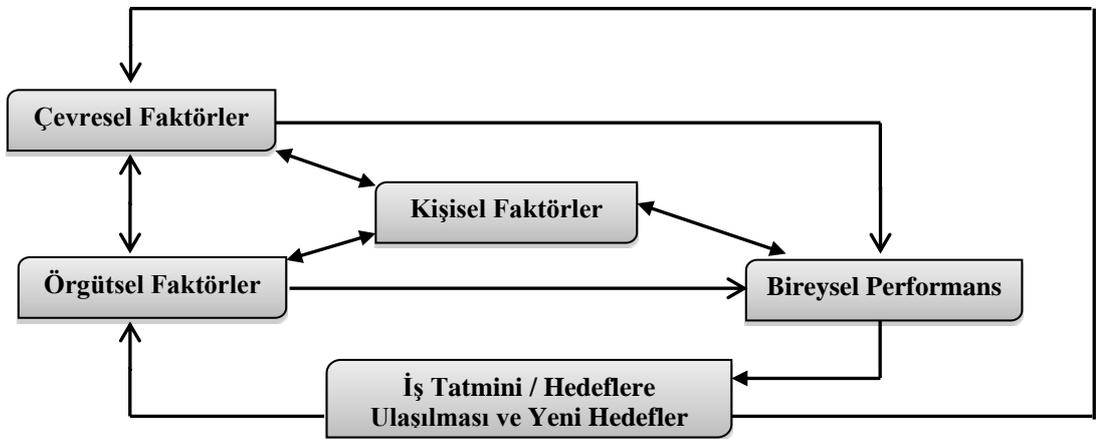 Çevresel Faktörler
Kişisel Faktörler
Örgütsel Faktörler
Bireysel Performans
İş Tatmini / Hedeflere
Ulaşılması ve Yeni Hedefler